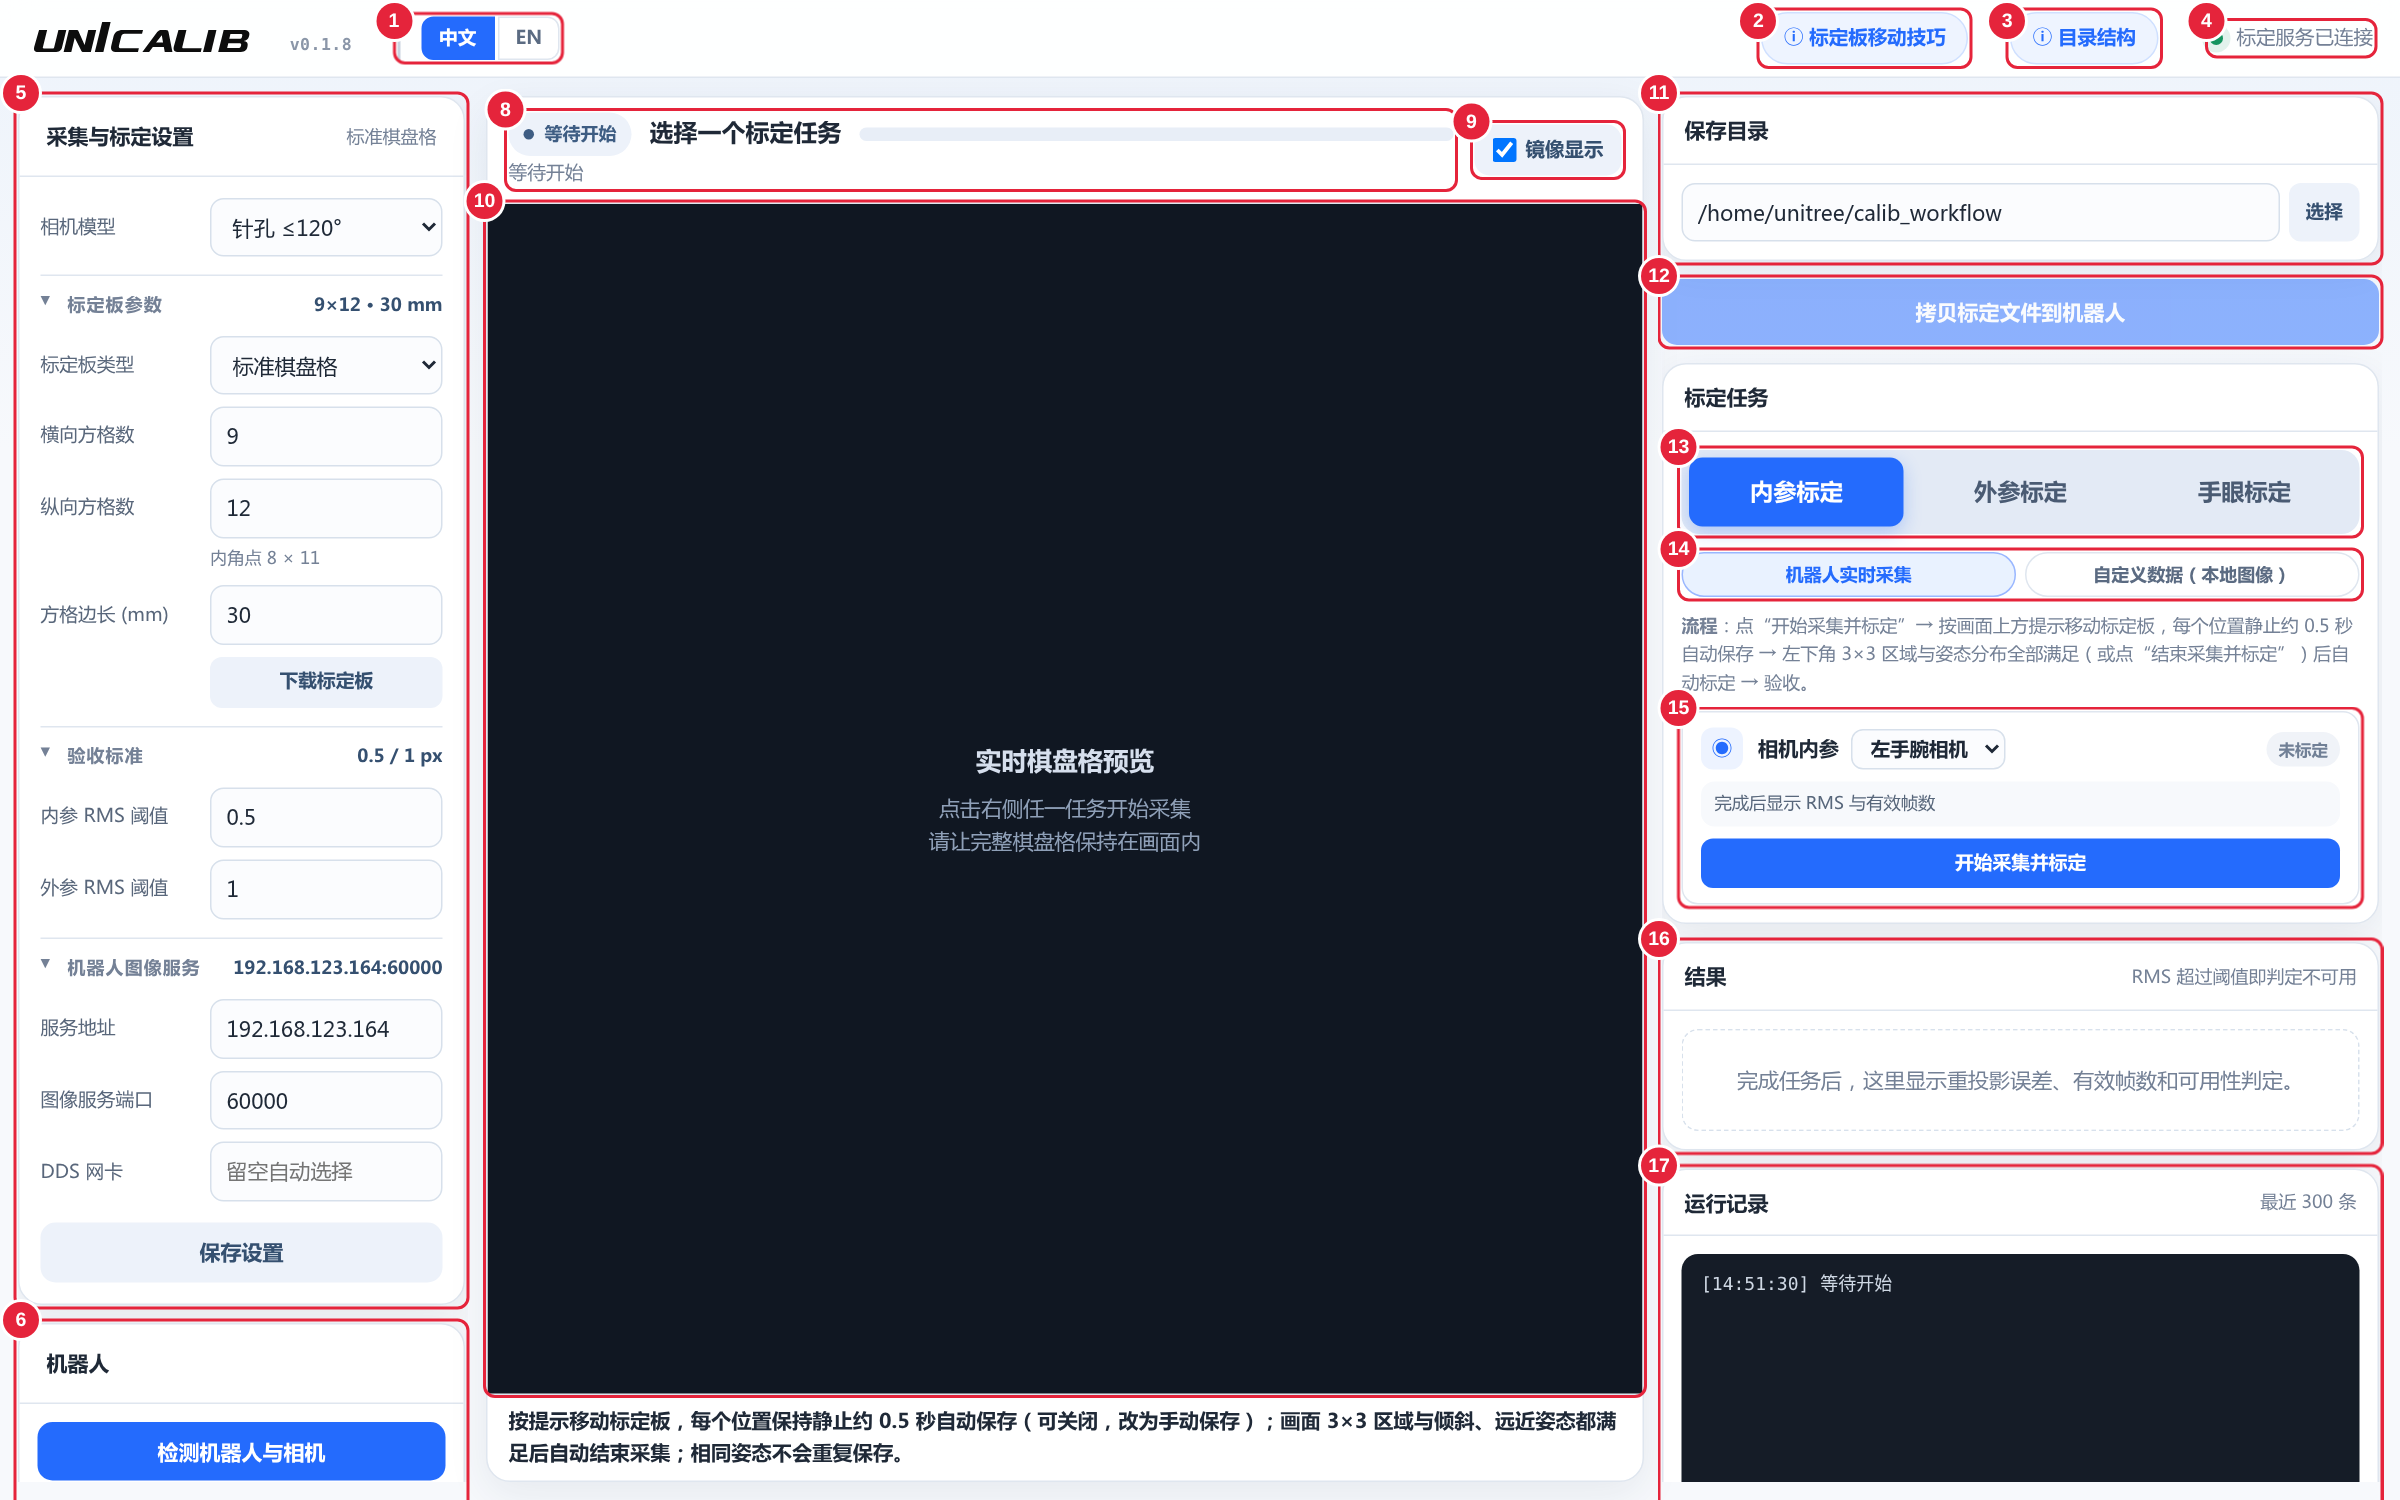 UNICALIB v0.1.8
1
中文 EN
2
ⓘ 标定板移动技巧
3
ⓘ 目录结构
4
标定服务已连接
5
采集与标定设置 标准棋盘格
相机模型 针孔 ≤120°
▼ 标定板参数 9×12 • 30 mm
标定板类型 标准棋盘格
横向方格数 9
纵向方格数 12
内角点 8 × 11
方格边长 (mm) 30
下载标定板
▼ 验收标准 0.5 / 1 px
内参 RMS 阈值 0.5
外参 RMS 阈值 1
▼ 机器人图像服务 192.168.123.164:60000
服务地址 192.168.123.164
图像服务端口 60000
DDS 网卡 留空自动选择
保存设置
6
机器人
检测机器人与相机
8
等待开始 选择一个标定任务
等待开始
9
镜像显示
10
实时棋盘格预览
点击右侧任一任务开始采集
请让完整棋盘格保持在画面内
按提示移动标定板，每个位置保持静止约 0.5 秒自动保存（可关闭，改为手动保存）；画面 3×3 区域与倾斜、远近姿态都满
足后自动结束采集；相同姿态不会重复保存。
11
保存目录
/home/unitree/calib_workflow 选择
12
拷贝标定文件到机器人
标定任务
13
内参标定 外参标定 手眼标定
14
机器人实时采集 自定义数据（本地图像）
流程：点“开始采集并标定”→ 按画面上方提示移动标定板，每个位置静止约 0.5 秒
自动保存 → 左下角 3×3 区域与姿态分布全部满足（或点“结束采集并标定”）后自
动标定 → 验收。
15
相机内参 左手腕相机 未标定
完成后显示 RMS 与有效帧数
开始采集并标定
16
结果 RMS 超过阈值即判定不可用
完成任务后，这里显示重投影误差、有效帧数和可用性判定。
17
运行记录 最近 300 条
[14:51:30] 等待开始